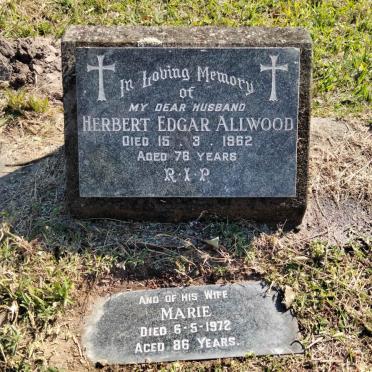 In Loving Memory
of
MY DEAR HUSBAND
HERBERT EDGAR ALLWOOD
DIED 15 . 3 . 1962
AGED 78 YEARS
R.I.P.
AND OF HIS WIFE
MARIE
DIED 6-5-1972
AGED 86 YEARS.